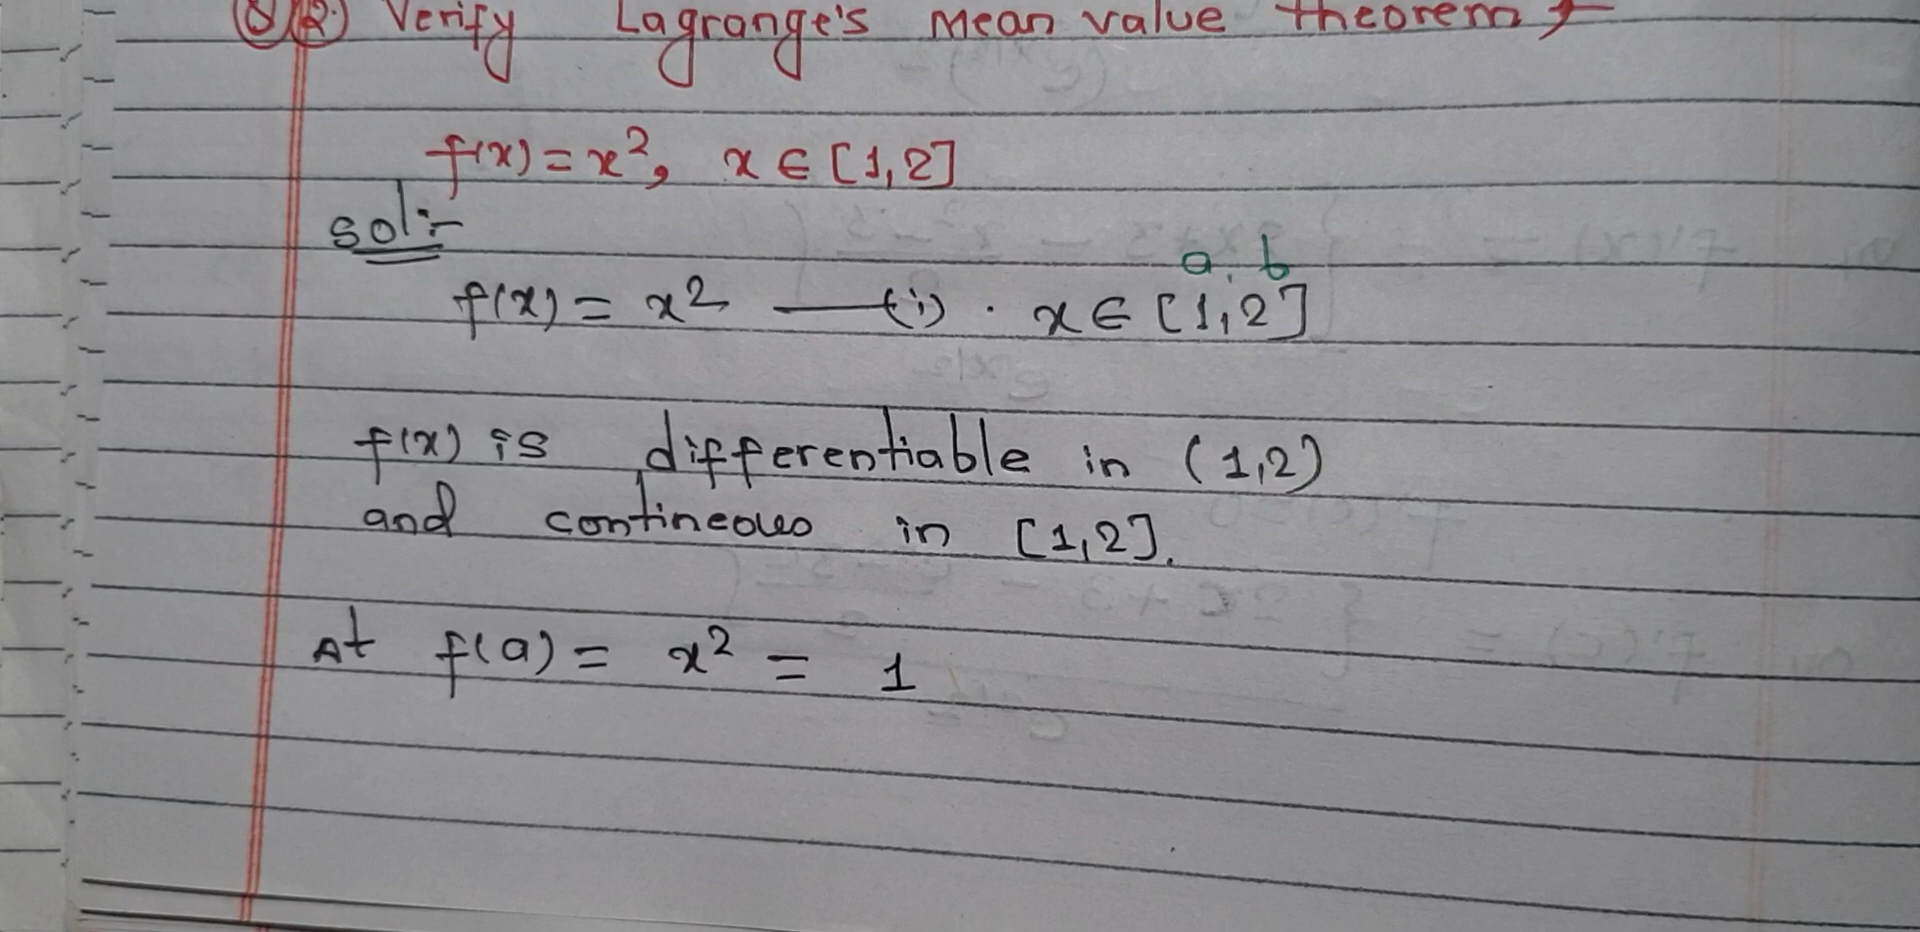 Q 2. Verify Lagrange's mean value theorem
f(x) = x², x ∈ [1,2]
sol:-
a, b
f(x) = x² —(i) . x ∈ [1,2]
f(x) is differentiable in (1,2)
and contineous in [1,2].
At f(a) = x² = 1